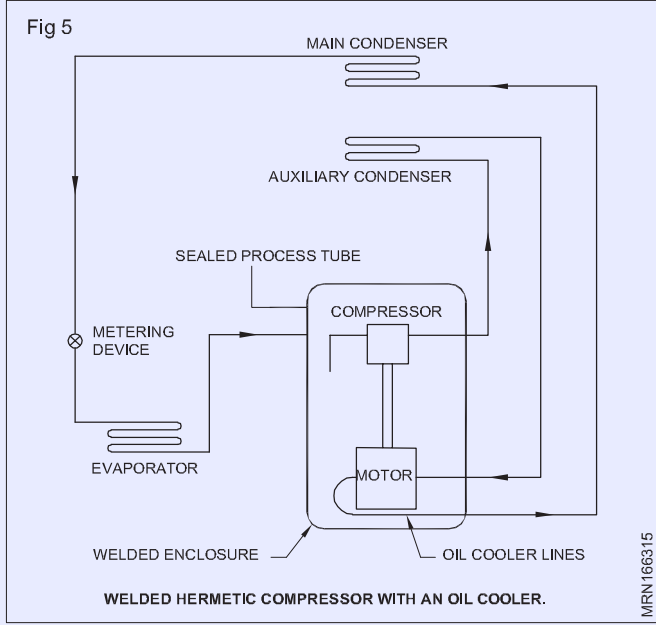 Fig 5
MAIN CONDENSER
AUXILIARY CONDENSER
SEALED PROCESS TUBE
COMPRESSOR
METERING
DEVICE
EVAPORATOR
MOTOR
WELDED ENCLOSURE
OIL COOLER LINES
WELDED HERMETIC COMPRESSOR WITH AN OIL COOLER.
MRN166315